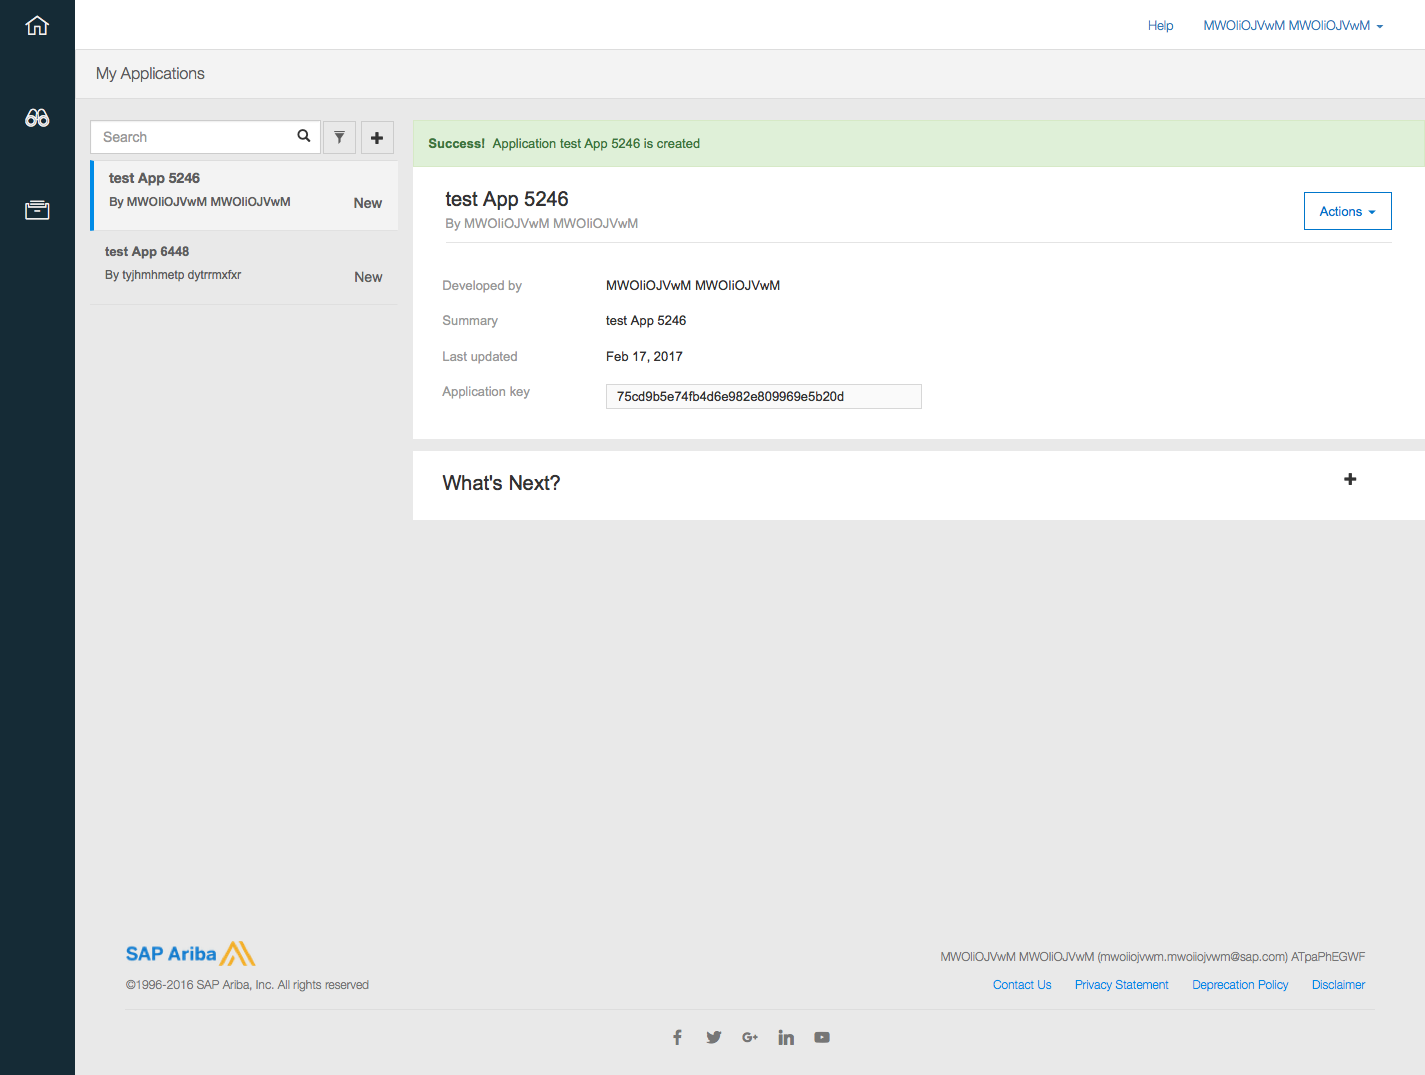 Help MWOIiOJVwM MWOIiOJVwM
My Applications
Search
Success! Application test App 5246 is created
test App 5246
By MWOIiOJVwM MWOIiOJVwM
New
test App 6448
By tyjhmhmetp dytrrmxfxr
New
test App 5246
By MWOIiOJVwM MWOIiOJVwM
Actions
Developed by MWOIiOJVwM MWOIiOJVwM
Summary test App 5246
Last updated Feb 17, 2017
Application key 75cd9b5e74fb4d6e982e809969e5b20d
What's Next?
SAP Ariba
©1996-2016 SAP Ariba, Inc. All rights reserved
MWOIiOJVwM MWOIiOJVwM (mwoiiojvwm.mwoiiojvwm@sap.com) ATpaPhEGWF
Contact Us Privacy Statement Deprecation Policy Disclaimer